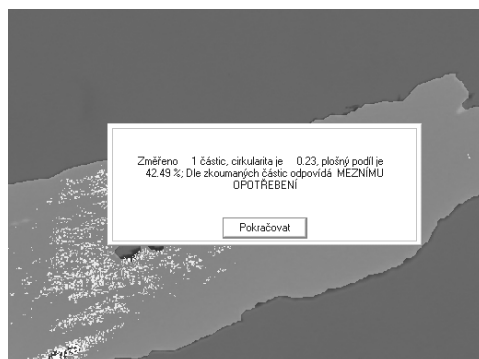 Změřeno 1 částic, cirkularita je 0.23, plošný podíl je
42.49 %; Dle zkoumaných částic odpovídá MEZNÍMU
OPOTŘEBENÍ
Pokračovat